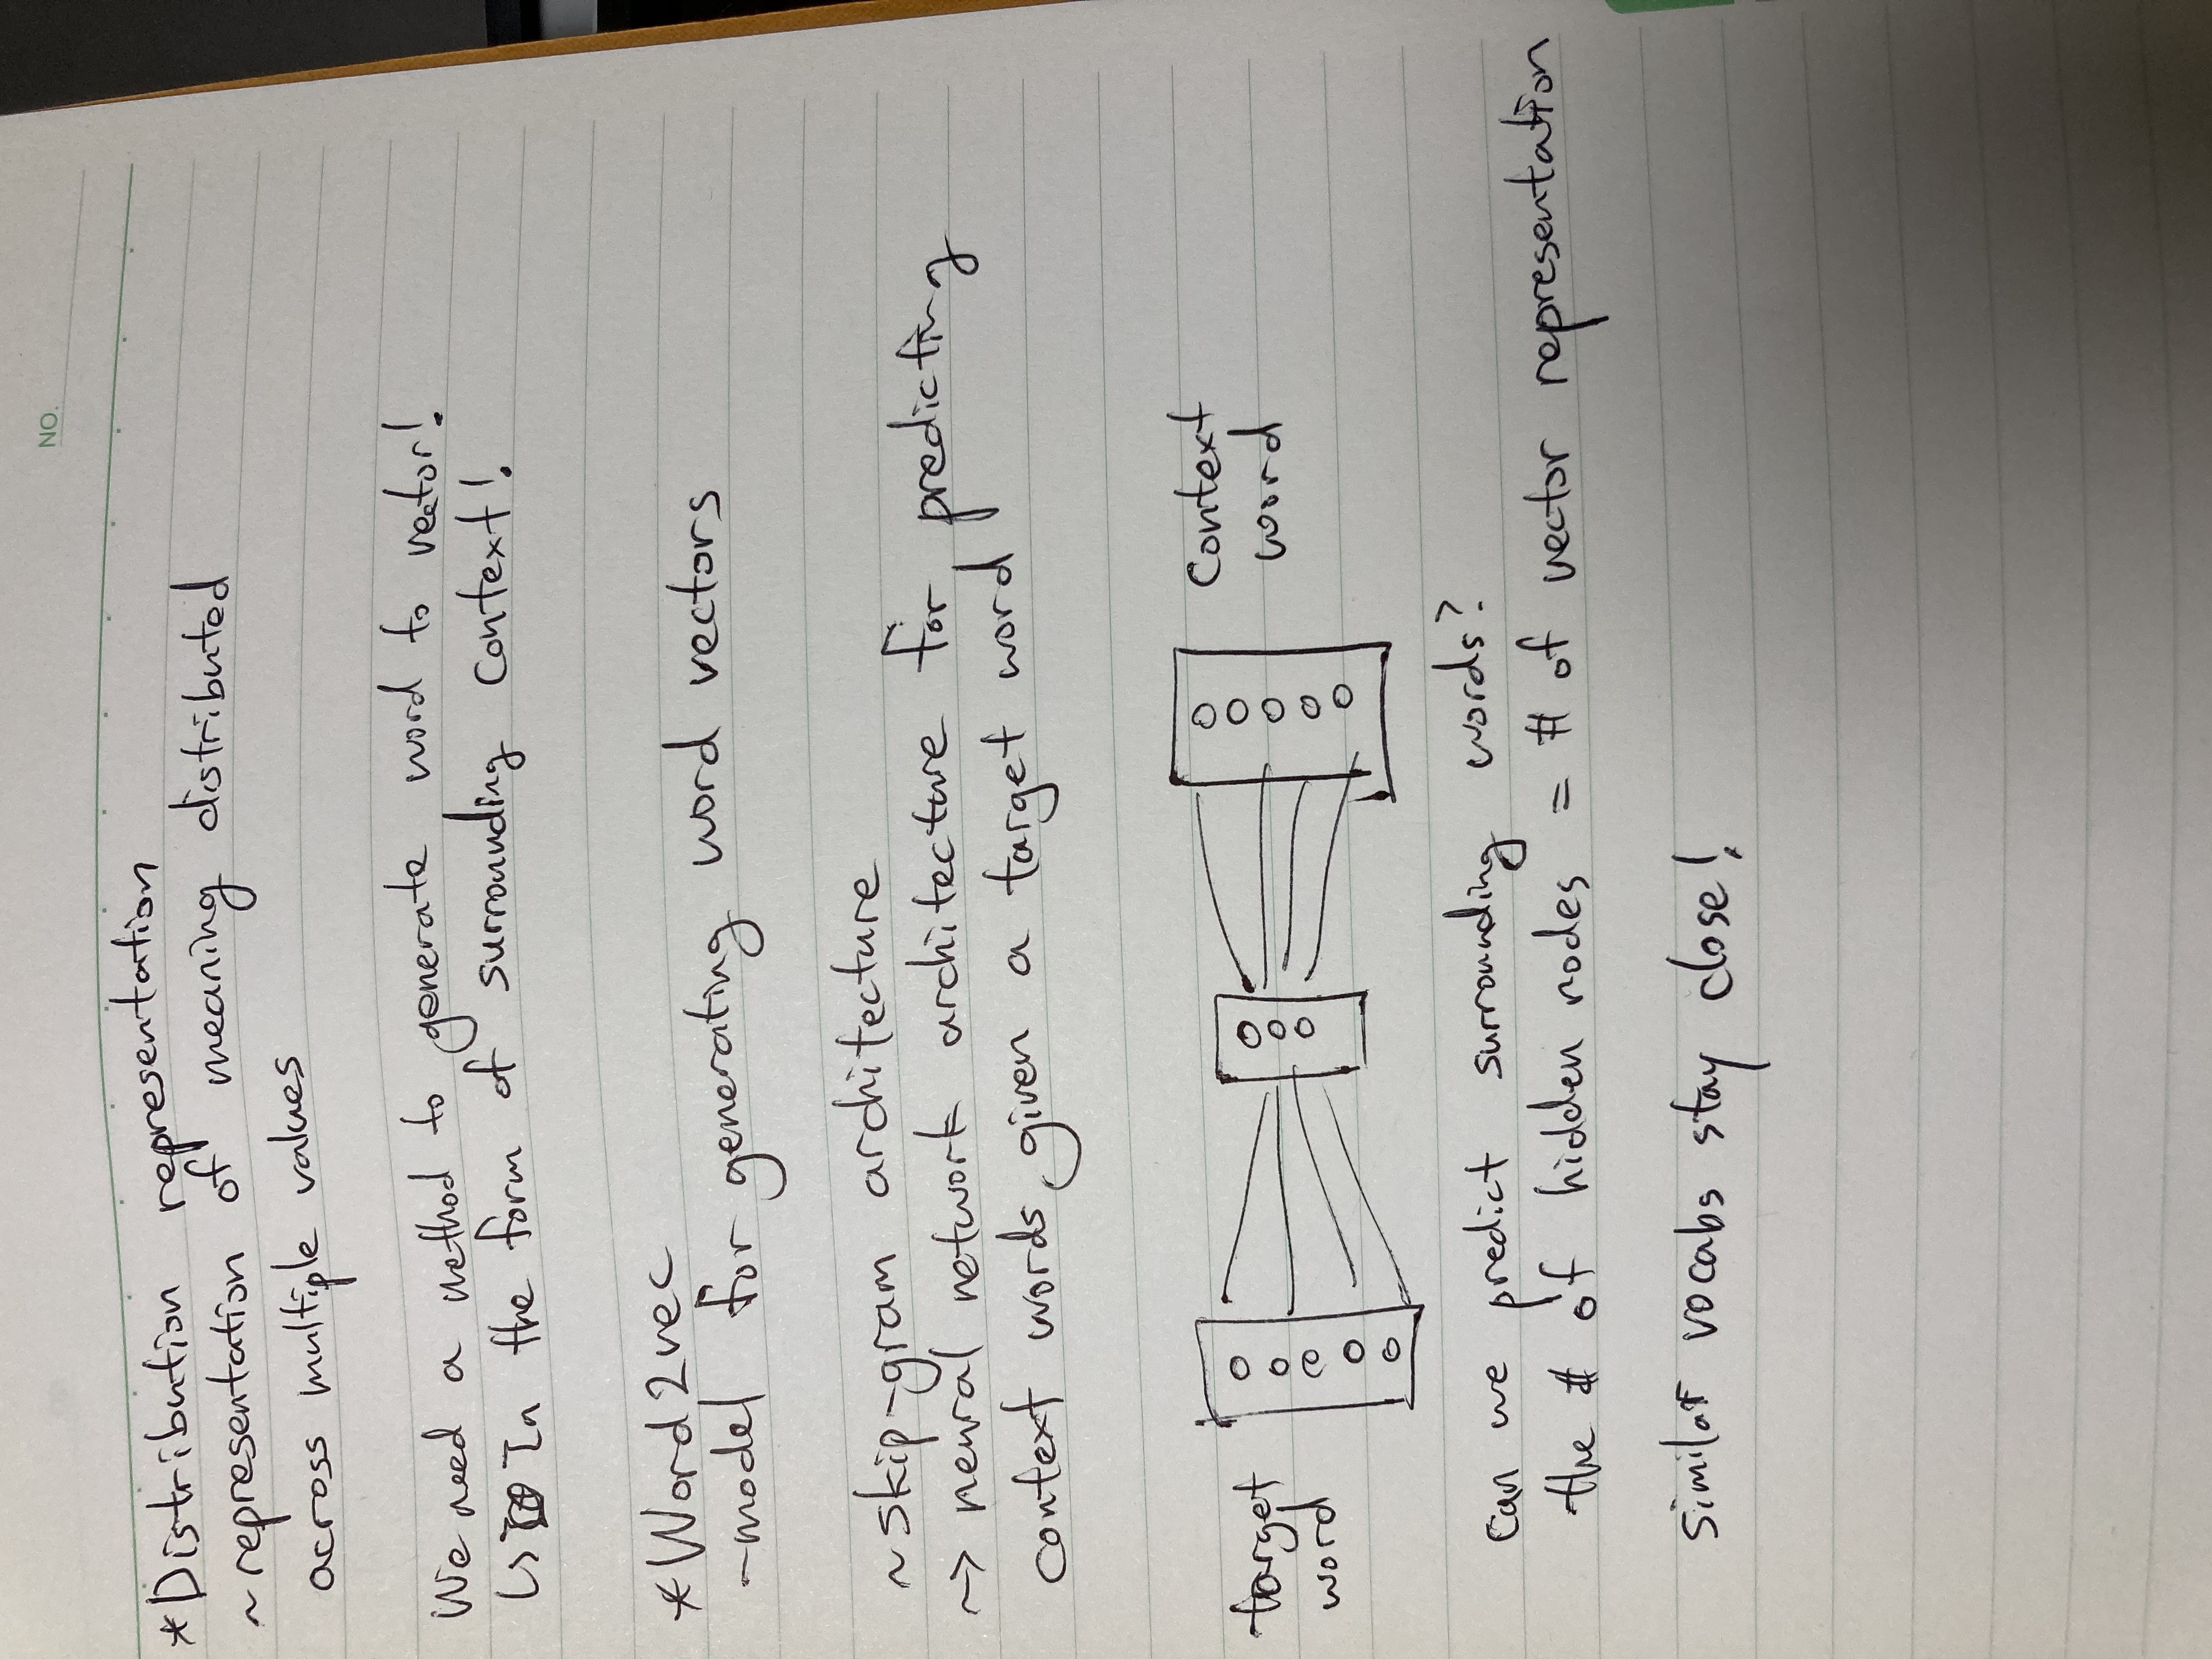 NO.
*Distribution representation
~representation of meaning distributed
across multiple values
We need a method to generate word to vector!
↳ In the form of surrounding context!
*Word2vec
-model for generating word vectors
~skip-gram architecture
~> neural network architecture for predicting
context words given a target word
target
word
Context
word
can we predict surrounding words?
the # of hidden nodes = # of vector representation
similar vocabs stay close!